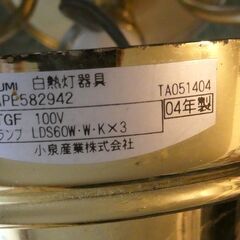 UMI 白熱灯器具
APE582942 TA051404
TGF 100V 04年製
ランプ LDS60W・W・K×3
小泉産業株式会社